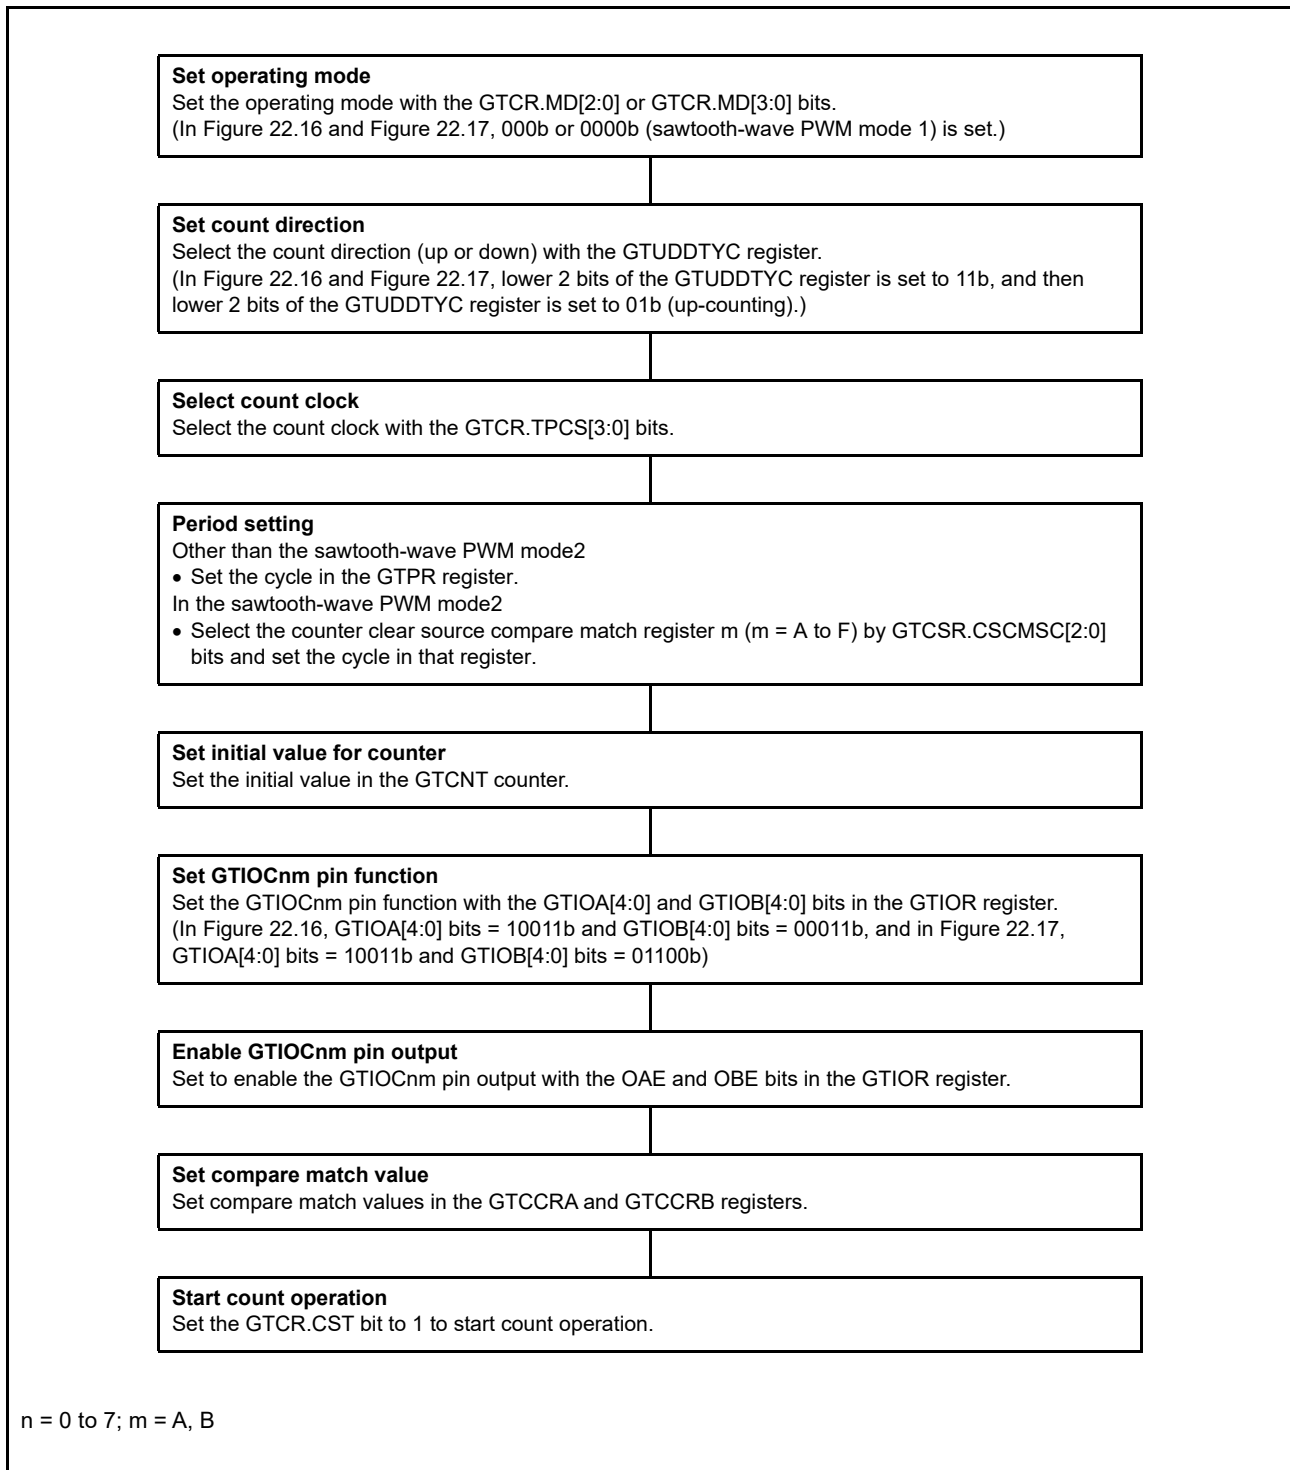 Set operating mode
Set the operating mode with the GTCR.MD[2:0] or GTCR.MD[3:0] bits.
(In Figure 22.16 and Figure 22.17, 000b or 0000b (sawtooth-wave PWM mode 1) is set.)
Set count direction
Select the count direction (up or down) with the GTUDDTYC register.
(In Figure 22.16 and Figure 22.17, lower 2 bits of the GTUDDTYC register is set to 11b, and then
lower 2 bits of the GTUDDTYC register is set to 01b (up-counting).)
Select count clock
Select the count clock with the GTCR.TPCS[3:0] bits.
Period setting
Other than the sawtooth-wave PWM mode2
• Set the cycle in the GTPR register.
In the sawtooth-wave PWM mode2
• Select the counter clear source compare match register m (m = A to F) by GTCSR.CSCMSC[2:0]
bits and set the cycle in that register.
Set initial value for counter
Set the initial value in the GTCNT counter.
Set GTIOCnm pin function
Set the GTIOCnm pin function with the GTIOA[4:0] and GTIOB[4:0] bits in the GTIOR register.
(In Figure 22.16, GTIOA[4:0] bits = 10011b and GTIOB[4:0] bits = 00011b, and in Figure 22.17,
GTIOA[4:0] bits = 10011b and GTIOB[4:0] bits = 01100b)
Enable GTIOCnm pin output
Set to enable the GTIOCnm pin output with the OAE and OBE bits in the GTIOR register.
Set compare match value
Set compare match values in the GTCCRA and GTCCRB registers.
Start count operation
Set the GTCR.CST bit to 1 to start count operation.
n = 0 to 7; m = A, B